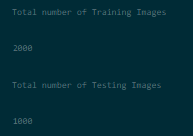 Total number of Training Images
2000
Total number of Testing Images
1000